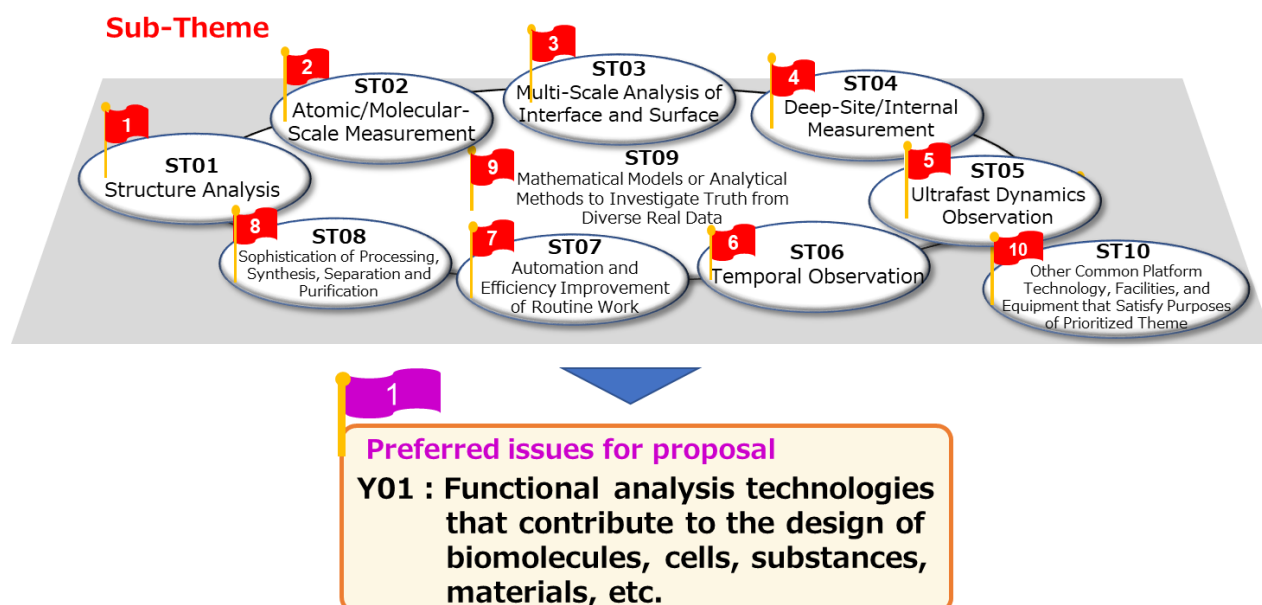 Sub-Theme
1
ST01
Structure Analysis
2
ST02
Atomic/Molecular-
Scale Measurement
3
ST03
Multi-Scale Analysis of
Interface and Surface
4
ST04
Deep-Site/Internal
Measurement
5
ST05
Ultrafast Dynamics
Observation
6
ST06
Temporal Observation
7
ST07
Automation and
Efficiency Improvement
of Routine Work
8
ST08
Sophistication of Processing,
Synthesis, Separation and
Purification
9
ST09
Mathematical Models or Analytical
Methods to Investigate Truth from
Diverse Real Data
10
ST10
Other Common Platform
Technology, Facilities, and
Equipment that Satisfy Purposes
of Prioritized Theme
1
Preferred issues for proposal
Y01 : Functional analysis technologies
that contribute to the design of
biomolecules, cells, substances,
materials, etc.